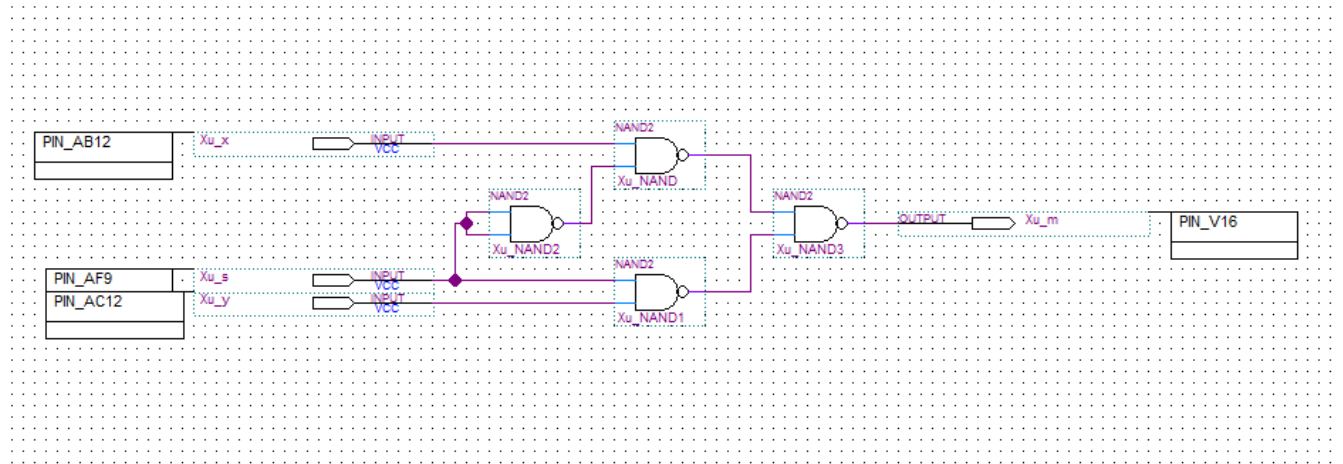 NAND2
PIN_AB12
Xu_x
INPUT
VCC
Xu_NAND
NAND2
NAND2
Xu_NAND2
Xu_NAND3
OUTPUT
Xu_m
PIN_V16
PIN_AF9
Xu_s
INPUT
VCC
NAND2
PIN_AC12
Xu_y
INPUT
VCC
Xu_NAND1